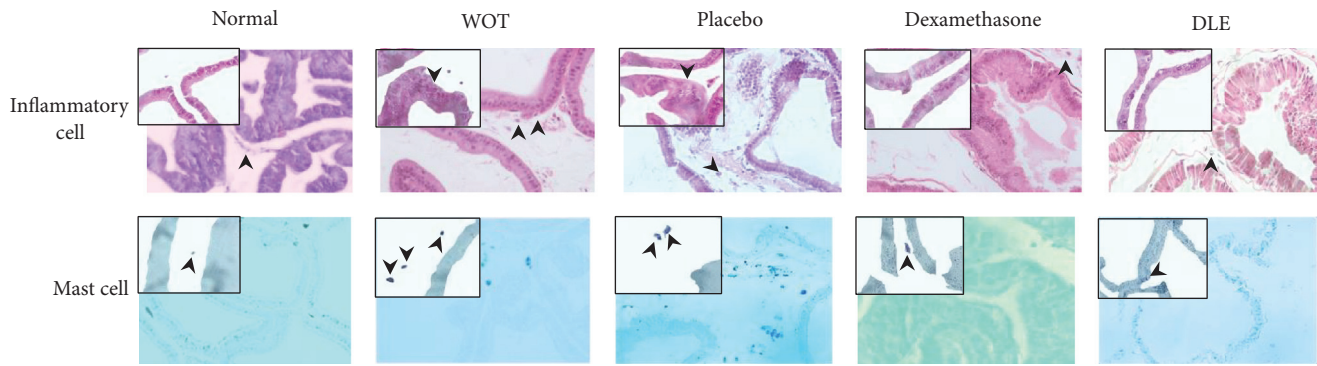 Normal
WOT
Placebo
Dexamethasone
DLE
Inflammatory
cell
Mast cell